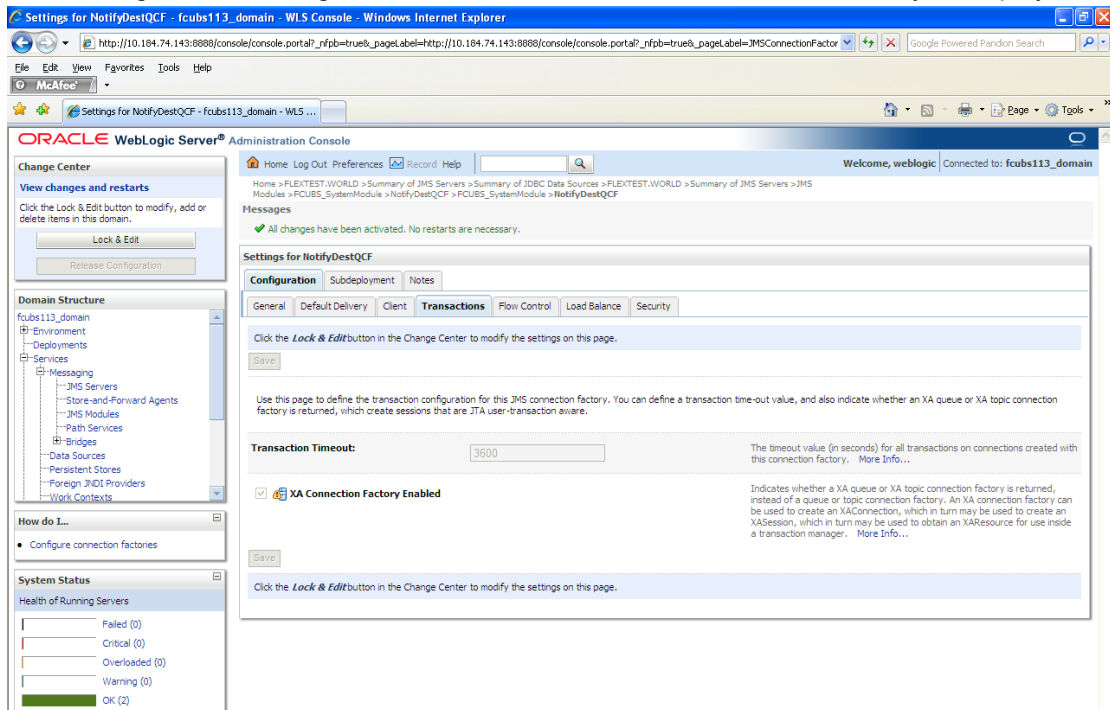 Settings for NotifyDestQCF - fcubs113_domain - WLS Console - Windows Internet Explorer
http://10.184.74.143:8888/console/console.portal?_nfpb=true&_pageLabel=http://10.184.74.143:8888/console/console.portal?_nfpb=true&_pageLabel=JMSConnectionFactor
Google Powered Pandion Search
File Edit View Favorites Tools Help
McAfee
Settings for NotifyDestQCF - fcubs113_domain - WLS ...
Page Tools
ORACLE WebLogic Server® Administration Console
Change Center
View changes and restarts
Click the Lock & Edit button to modify, add or
delete items in this domain.
Lock & Edit
Release Configuration
Domain Structure
fcubs113_domain
Environment
Deployments
Services
Messaging
JMS Servers
Store-and-Forward Agents
JMS Modules
Path Services
Bridges
Data Sources
Persistent Stores
Foreign JNDI Providers
Work Contexts
How do I...
Configure connection factories
System Status
Health of Running Servers
Failed (0)
Critical (0)
Overloaded (0)
Warning (0)
OK (2)
Home Log Out Preferences Record Help
Welcome, weblogic Connected to: fcubs113_domain
Home >FLEXTEST.WORLD >Summary of JMS Servers >Summary of JDBC Data Sources >FLEXTEST.WORLD >Summary of JMS Servers >JMS
Modules >FCUBS_SystemModule >NotifyDestQCF >FCUBS_SystemModule >NotifyDestQCF
Messages
All changes have been activated. No restarts are necessary.
Settings for NotifyDestQCF
Configuration Subdeployment Notes
General Default Delivery Client Transactions Flow Control Load Balance Security
Click the Lock & Edit button in the Change Center to modify the settings on this page.
Save
Use this page to define the transaction configuration for this JMS connection factory. You can define a transaction time-out value, and also indicate whether an XA queue or XA topic connection
factory is returned, which create sessions that are JTA user-transaction aware.
Transaction Timeout:
3600
The timeout value (in seconds) for all transactions on connections created with
this connection factory. More Info...
XA Connection Factory Enabled
Indicates whether a XA queue or XA topic connection factory is returned,
instead of a queue or topic connection factory. An XA connection factory can
be used to create an XAConnection, which in turn may be used to create an
XASession, which in turn may be used to obtain an XAResource for use inside
a transaction manager. More Info...
Save
Click the Lock & Edit button in the Change Center to modify the settings on this page.